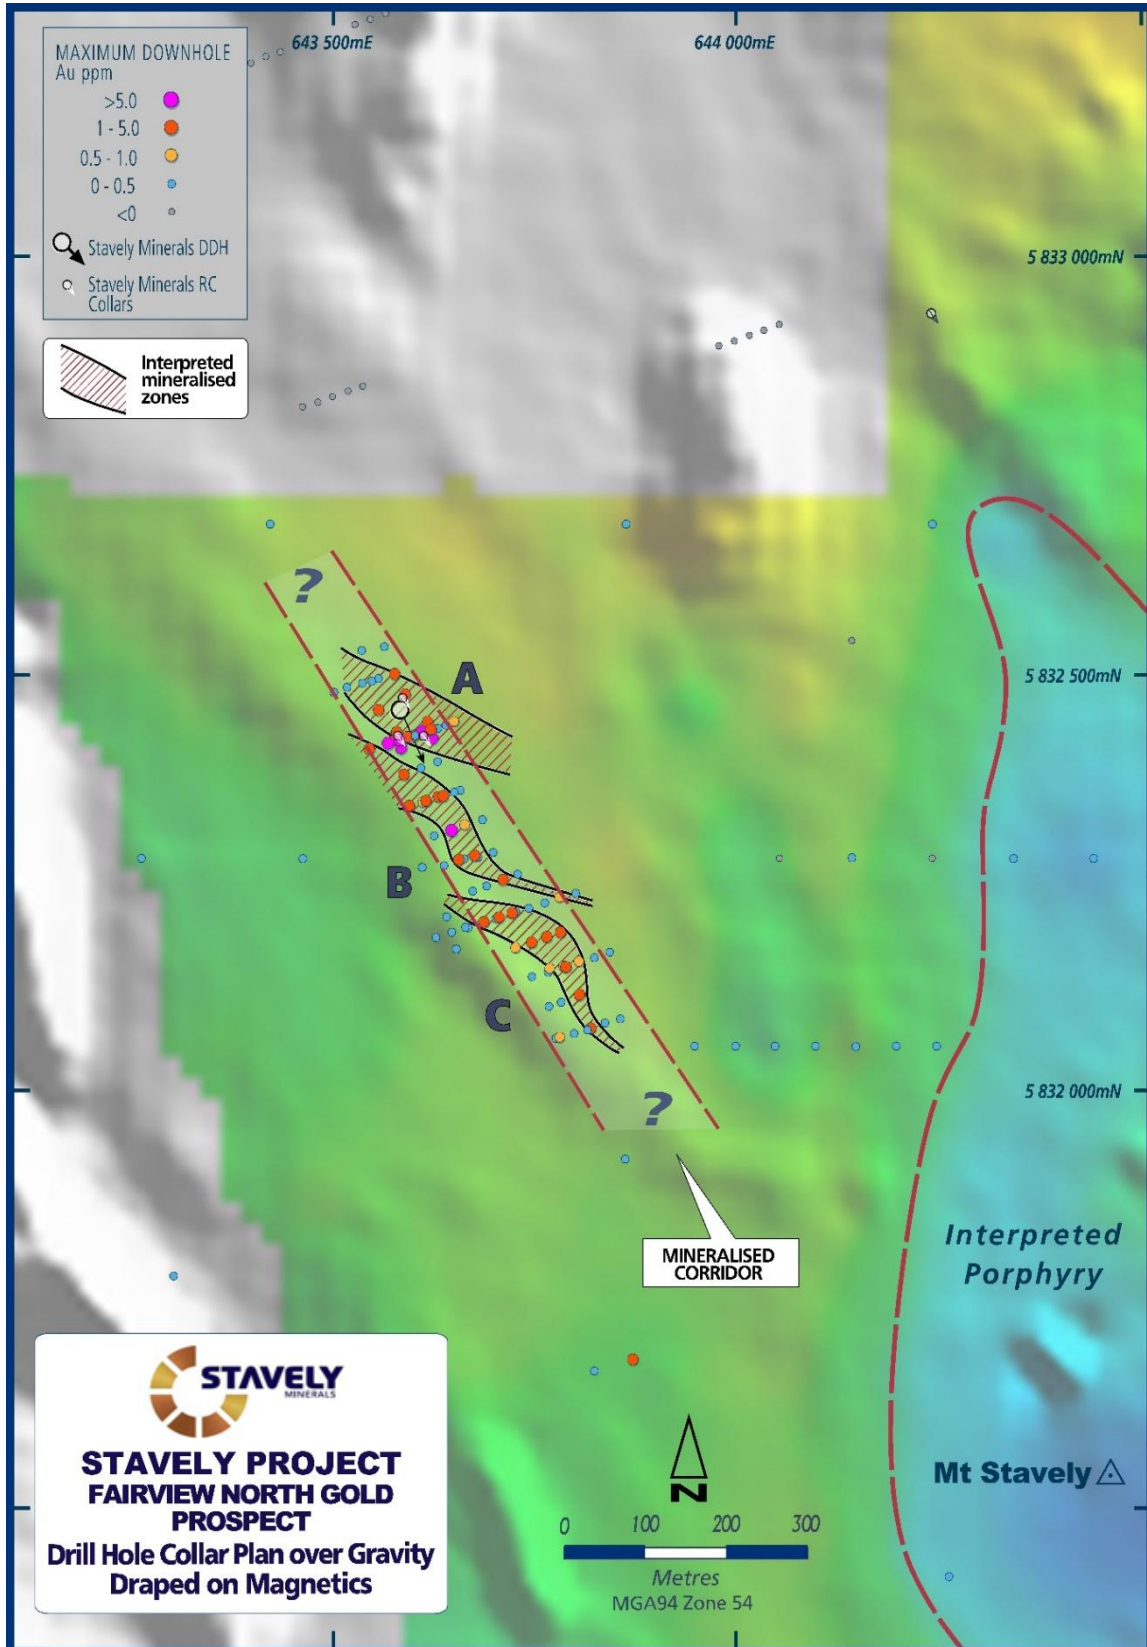 643 500mE
644 000mE
MAXIMUM DOWNHOLE
Au ppm
>5.0
1 - 5.0
0.5 - 1.0
0 - 0.5
<0
Stavely Minerals DDH
Stavely Minerals RC
Collars
Interpreted
mineralised
zones
5 833 000mN
?
A
5 832 500mN
B
C
5 832 000mN
?
MINERALISED
CORRIDOR
Interpreted
Porphyry
Mt Stavely
STAVELY
MINERALS
STAVELY PROJECT
FAIRVIEW NORTH GOLD
PROSPECT
Drill Hole Collar Plan over Gravity
Draped on Magnetics
N
0 100 200 300
Metres
MGA94 Zone 54